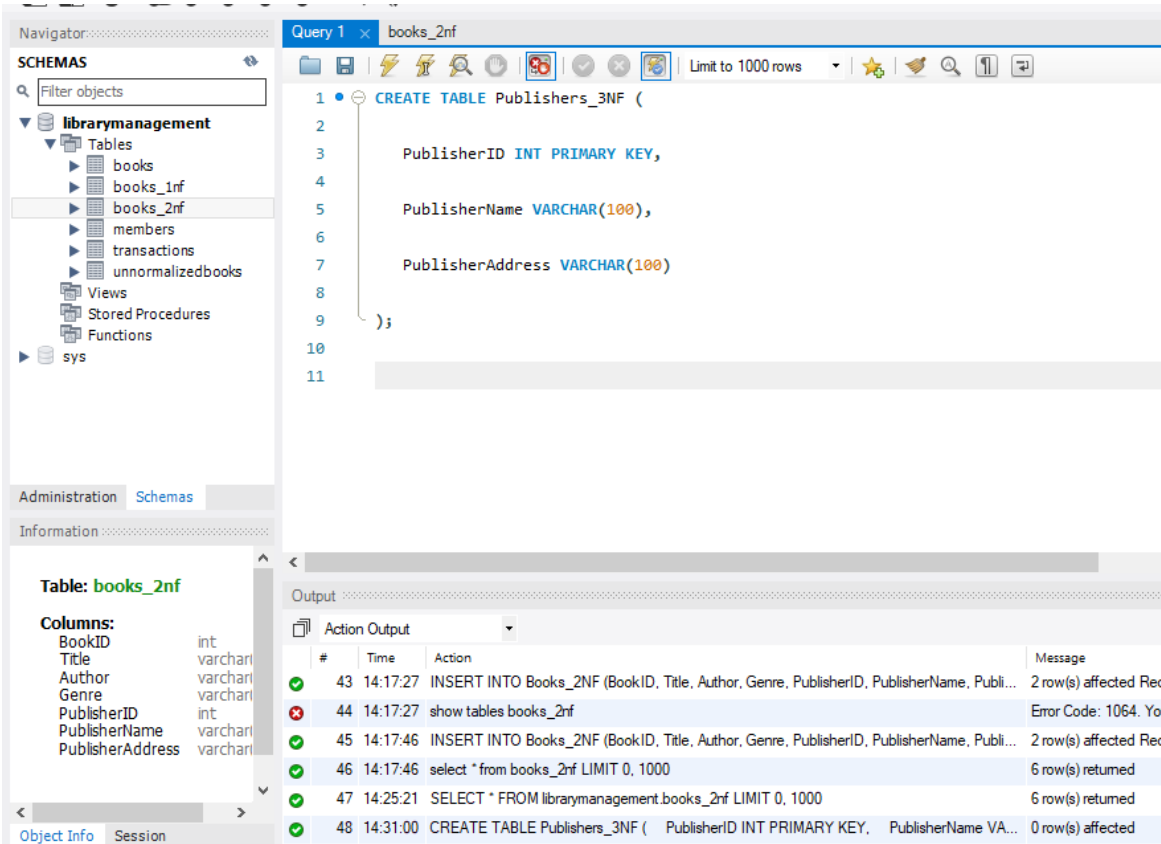 Navigator
SCHEMAS
Filter objects
librarymanagement
Tables
books
books_1nf
books_2nf
members
transactions
unnormalizedbooks
Views
Stored Procedures
Functions
sys
Administration Schemas
Information
Table: books_2nf
Columns:
BookID int
Title varchar(
Author varchar(
Genre varchar(
PublisherID int
PublisherName varchar(
PublisherAddress varchar(
Object Info Session
Query 1 books_2nf
Limit to 1000 rows
1 CREATE TABLE Publishers_3NF (
2
3 PublisherID INT PRIMARY KEY,
4
5 PublisherName VARCHAR(100),
6
7 PublisherAddress VARCHAR(100)
8
9 );
10
11
Output
Action Output
# Time Action Message
43 14:17:27 INSERT INTO Books_2NF (BookID, Title, Author, Genre, PublisherID, PublisherName, Publi... 2 row(s) affected Rec
44 14:17:27 show tables books_2nf Error Code: 1064. Yo
45 14:17:46 INSERT INTO Books_2NF (BookID, Title, Author, Genre, PublisherID, PublisherName, Publi... 2 row(s) affected Rec
46 14:17:46 select * from books_2nf LIMIT 0, 1000 6 row(s) returned
47 14:25:21 SELECT * FROM librarymanagement.books_2nf LIMIT 0, 1000 6 row(s) returned
48 14:31:00 CREATE TABLE Publishers_3NF ( PublisherID INT PRIMARY KEY, PublisherName VA... 0 row(s) affected